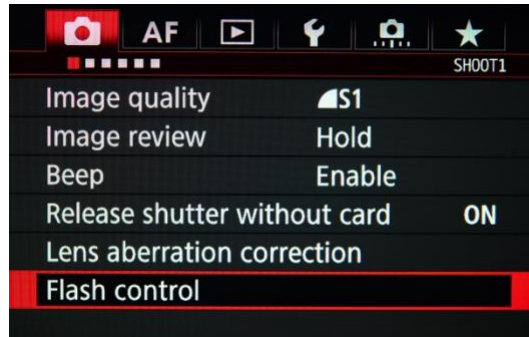 AF
SHOOT1
Image quality S1
Image review Hold
Beep Enable
Release shutter without card ON
Lens aberration correction
Flash control